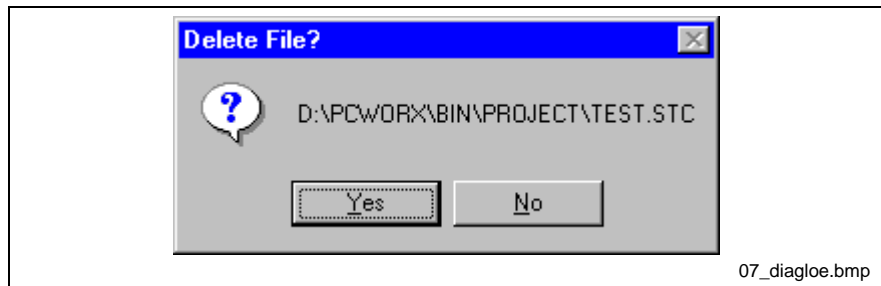 Delete File?
D:\PCWORX\BIN\PROJECT\TEST.STC
Yes No
07_diagloe.bmp